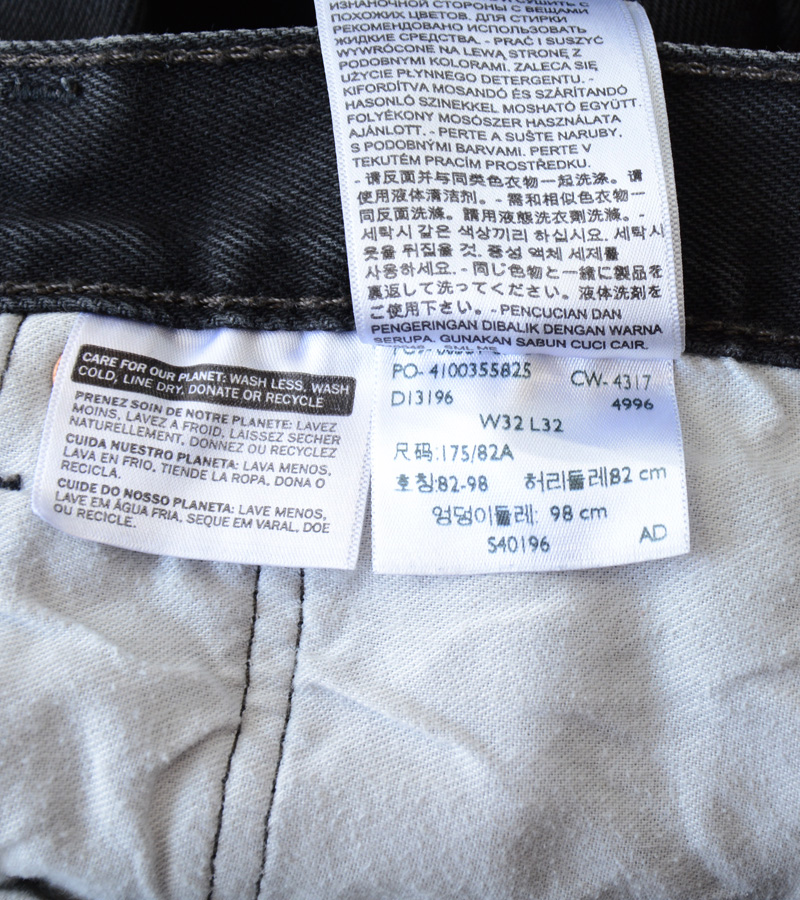 ИЗНАНОЧНОЙ СТОРОНЫ С ВЕЩАМИ
ПОХОЖИХ ЦВЕТОВ. ДЛЯ СТИРКИ
РЕКОМЕНДОВАНО ИСПОЛЬЗОВАТЬ
ЖИДКИЕ СРЕДСТВА. - PRAĆ I SUSZYĆ
WYWRÓCONE NA LEWĄ STRONĘ Z
PODOBNYMI KOLORAMI. ZALECA SIĘ
UŻYCIE PŁYNNEGO DETERGENTU. -
KIFORDÍTVA MOSANDÓ ÉS SZÁRÍTANDÓ
HASONLÓ SZINEKKEL MOSHATÓ EGYÜTT.
FOLYÉKONY MOSÓSZER HASZNÁLATA
AJÁNLOTT. - PERTE A SUŠTE NARUBY,
S PODOBNÝMI BARVAMI. PERTE V
TEKUTÉM PRACÍM PROSTŘEDKU.
- 请反面并与同类色衣物一起洗涤。请
使用液体清洁剂。- 需和相似色衣物一
同反面洗滌。請用液態洗衣劑洗滌。-
세탁시 같은 색상끼리 하십시요. 세탁시
옷을 뒤집을 것. 중성 액체 세제를
사용하세요. - 同じ色物と一緒に製品を
裏返して洗ってください。液体洗剤を
ご使用下さい。- PENCUCIAN DAN
PENGERINGAN DIBALIK DENGAN WARNA
SERUPA. GUNAKAN SABUN CUCI CAIR.
CARE FOR OUR PLANET: WASH LESS, WASH
COLD, LINE DRY, DONATE OR RECYCLE
PRENEZ SOIN DE NOTRE PLANETE: LAVEZ
MOINS, LAVEZ A FROID, LAISSEZ SECHER
NATURELLEMENT, DONNEZ OU RECYCLEZ
CUIDA NUESTRO PLANETA: LAVA MENOS,
LAVA EN FRIO, TIENDE LA ROPA, DONA O
RECICLA.
CUIDE DO NOSSO PLANETA: LAVE MENOS,
LAVE EM ÁGUA FRIA, SEQUE EM VARAL, DOE
OU RECICLE.
PO- 4100355825 CW- 4317
D13196 4996
W32 L32
尺码:175/82A
호칭:82-98 허리둘레82 cm
엉덩이둘레: 98 cm
S40196 AD